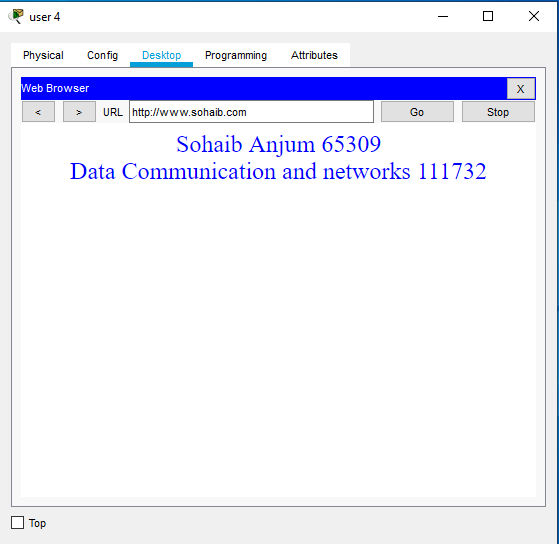 user 4
Physical Config Desktop Programming Attributes
Web Browser X
< > URL http://www.sohaib.com Go Stop
Sohaib Anjum 65309
Data Communication and networks 111732
Top